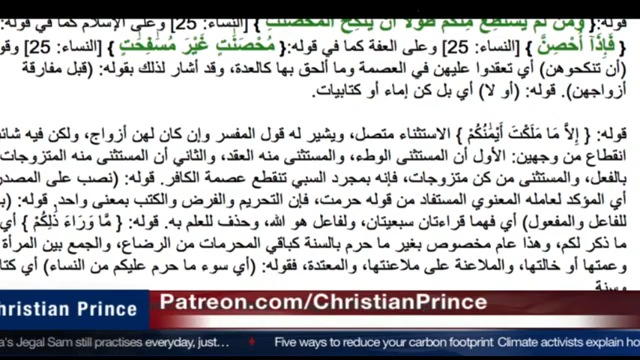 قوله: { وَمَن لَّمْ يَسْتَطِعْ مِنكُمْ طَوْلاً أَن يَنكِحَ ٱلْمُحْصَنَٰتِ } [النساء: 25] وعلى الإسلام كما في قوله:
{ فَإِذَآ أُحْصِنَّ } [النساء: 25] وعلى العفة كما في قوله:{ مُحْصَنَٰتٍ غَيْرَ مُسَٰفِحَٰتٍ } [النساء: 25] وقو
(أن تنكحوهن) أي تعقدوا عليهن في العصمة وما ألحق بها كالعدة، وقد أشار لذلك بقوله: (قبل مفارقة
أزواجهن). قوله: (أو لا) أي بل كن إماء أو كتابيات.
قوله: { إِلاَّ مَا مَلَكْتَ أَيْمَٰنُكُمْ } الاستثناء متصل، ويشير له قول المفسر وإن كان لهن أزواج، ولكن فيه شائ
انقطاع من وجهين: الأول أن المستثنى الوطء، والمستثنى منه العقد، والثاني أن المستثنى منه المتزوجات
بالفعل، والمستثنى من كن متزوجات، فإنه بمجرد السبي تنقطع عصمة الكافر. قوله: (نصب على المصدر
أي المؤكد لعامله المعنوي المستفاد من قوله حرمت، فإن التحريم والفرض والكتب بمعنى واحد. قوله: (ب
للفاعل والمفعول) أي فهما قراءتان سبعيتان، ولفاعل هو الله، وحذف للعلم به. قوله: { مَّا وَرَاءَ ذَٰلِكُمْ } أي
ما ذكر لكم، وهذا عام مخصوص بغير ما حرم بالسنة كباقي المحرمات من الرضاع، والجمع بين المرأة
وعمتها أو خالتها، والملاعنة على ملاعنتها، والمعتدة، فقوله: (أي سوء ما حرم عليكم من النساء) أي كتا
وسنة
Christian Prince
Patreon.com/ChristianPrince
's Jegal Sam still practises everyday, just... ♦ Five ways to reduce your carbon footprint Climate activists explain ho